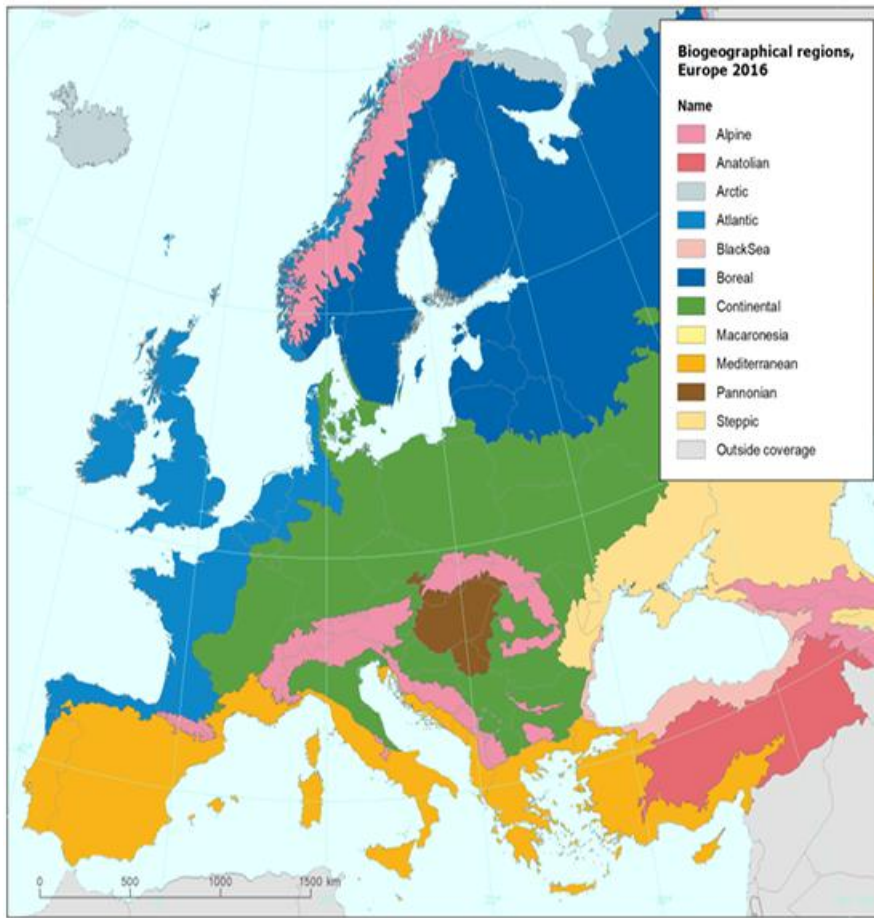 Biogeographical regions,
Europe 2016
Name
Alpine
Anatolian
Arctic
Atlantic
BlackSea
Boreal
Continental
Macaronesia
Mediterranean
Pannonian
Steppic
Outside coverage
0 500 1000 1500 km